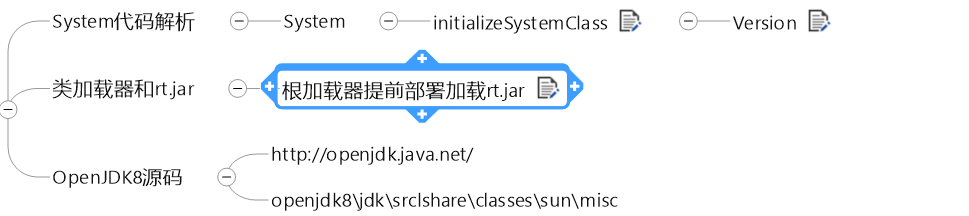 System代码解析 System initializeSystemClass Version
类加载器和rt.jar 根加载器提前部署加载rt.jar
http://openjdk.java.net/
OpenJDK8源码
openjdk8\jdk\srclshare\classes\sun\misc